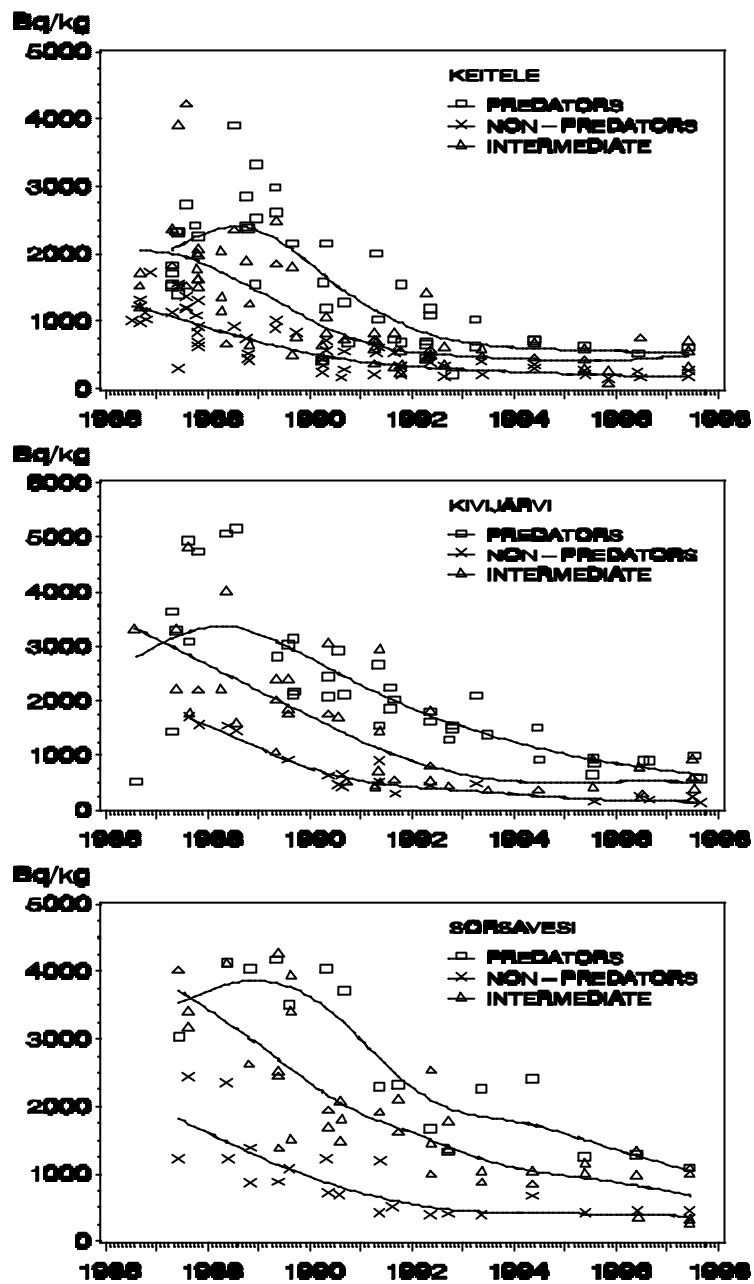 Bq/kg
5000
KEITELE
PREDATORS
4000
NON-PREDATORS
INTERMEDIATE
3000
2000
1000
0
1986 1988 1990 1992 1994 1996 1998
Bq/kg
6000
KIVIJÄRVI
PREDATORS
5000
NON-PREDATORS
INTERMEDIATE
4000
3000
2000
1000
0
1986 1988 1990 1992 1994 1996 1998
Bq/kg
5000
SORSAVESI
PREDATORS
4000
NON-PREDATORS
INTERMEDIATE
3000
2000
1000
0
1986 1988 1990 1992 1994 1996 1998